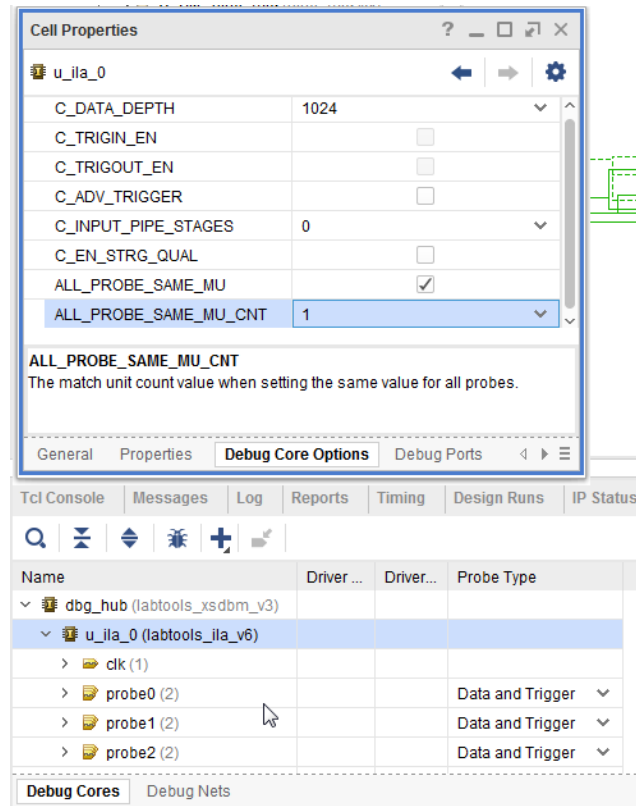 Cell Properties
?
u_ila_0
C_DATA_DEPTH 1024
C_TRIGIN_EN
C_TRIGOUT_EN
C_ADV_TRIGGER
C_INPUT_PIPE_STAGES 0
C_EN_STRG_QUAL
ALL_PROBE_SAME_MU
ALL_PROBE_SAME_MU_CNT 1
ALL_PROBE_SAME_MU_CNT
The match unit count value when setting the same value for all probes.
General Properties Debug Core Options Debug Ports
Tcl Console Messages Log Reports Timing Design Runs IP Status
Name Driver ... Driver... Probe Type
dbg_hub (labtools_xsdbm_v3)
u_ila_0 (labtools_ila_v6)
clk (1)
probe0 (2) Data and Trigger
probe1 (2) Data and Trigger
probe2 (2) Data and Trigger
Debug Cores Debug Nets